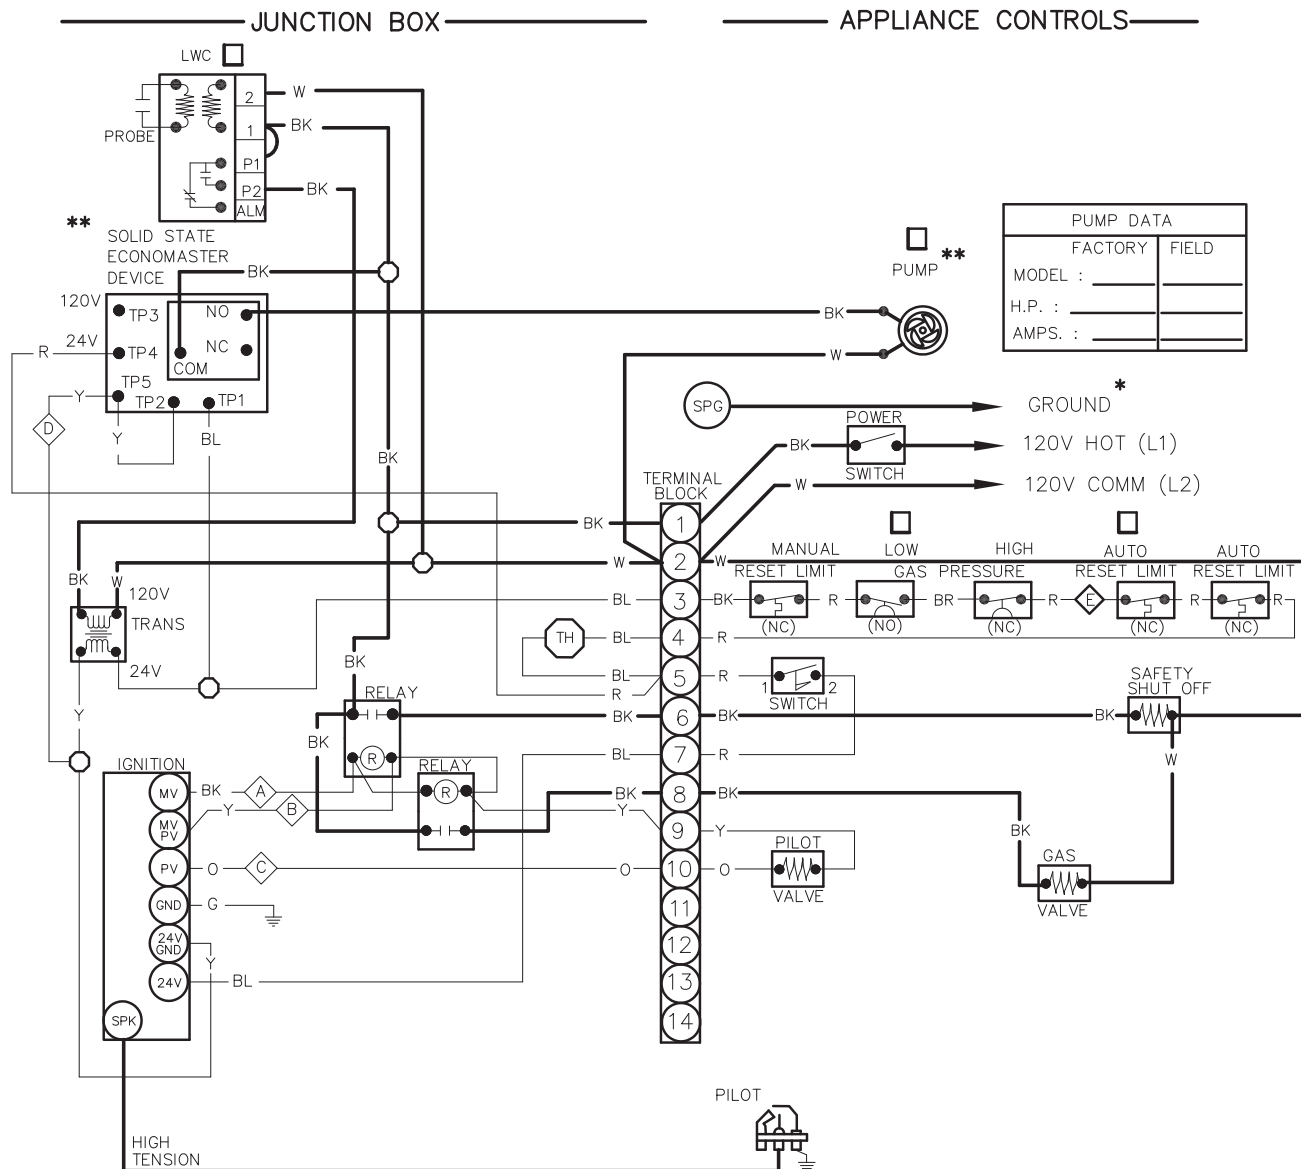 JUNCTION BOX
APPLIANCE CONTROLS
LWC
2
W
1
BK
PROBE
P1
P2
BK
ALM
**
SOLID STATE
ECONOMASTER
DEVICE
BK
120V
TP3
NO
24V
R
TP4
NC
COM
TP5
Y
TP2
TP1
D
Y
BL
PUMP **
BK
W
PUMP DATA
FACTORY
FIELD
MODEL :
H.P. :
AMPS. :
SPG
GROUND *
POWER
BK
SWITCH
120V HOT (L1)
W
120V COMM (L2)
BK
TERMINAL
BLOCK
BK
1
W
2
W
MANUAL
RESET LIMIT
LOW
HIGH
GAS PRESSURE
AUTO
RESET LIMIT
AUTO
RESET LIMIT
BK
W
120V
TRANS
24V
BL
3
BK
(NC)
R
(NO)
BR
(NC)
R
E
(NC)
R
(NC)
R
TH
BL
4
R
BL
R
5
R
1
2
SWITCH
BK
RELAY
BK
6
BK
BK
SAFETY
SHUT OFF
Y
BK
R
BL
7
R
W
IGNITION
RELAY
MV
BK
A
R
BK
8
BK
MV
PV
Y
B
Y
9
Y
BK
PILOT
VALVE
PV
O
C
O
10
O
GAS
VALVE
GND
G
11
24V
GND
Y
12
24V
BL
13
SPK
14
PILOT
HIGH
TENSION